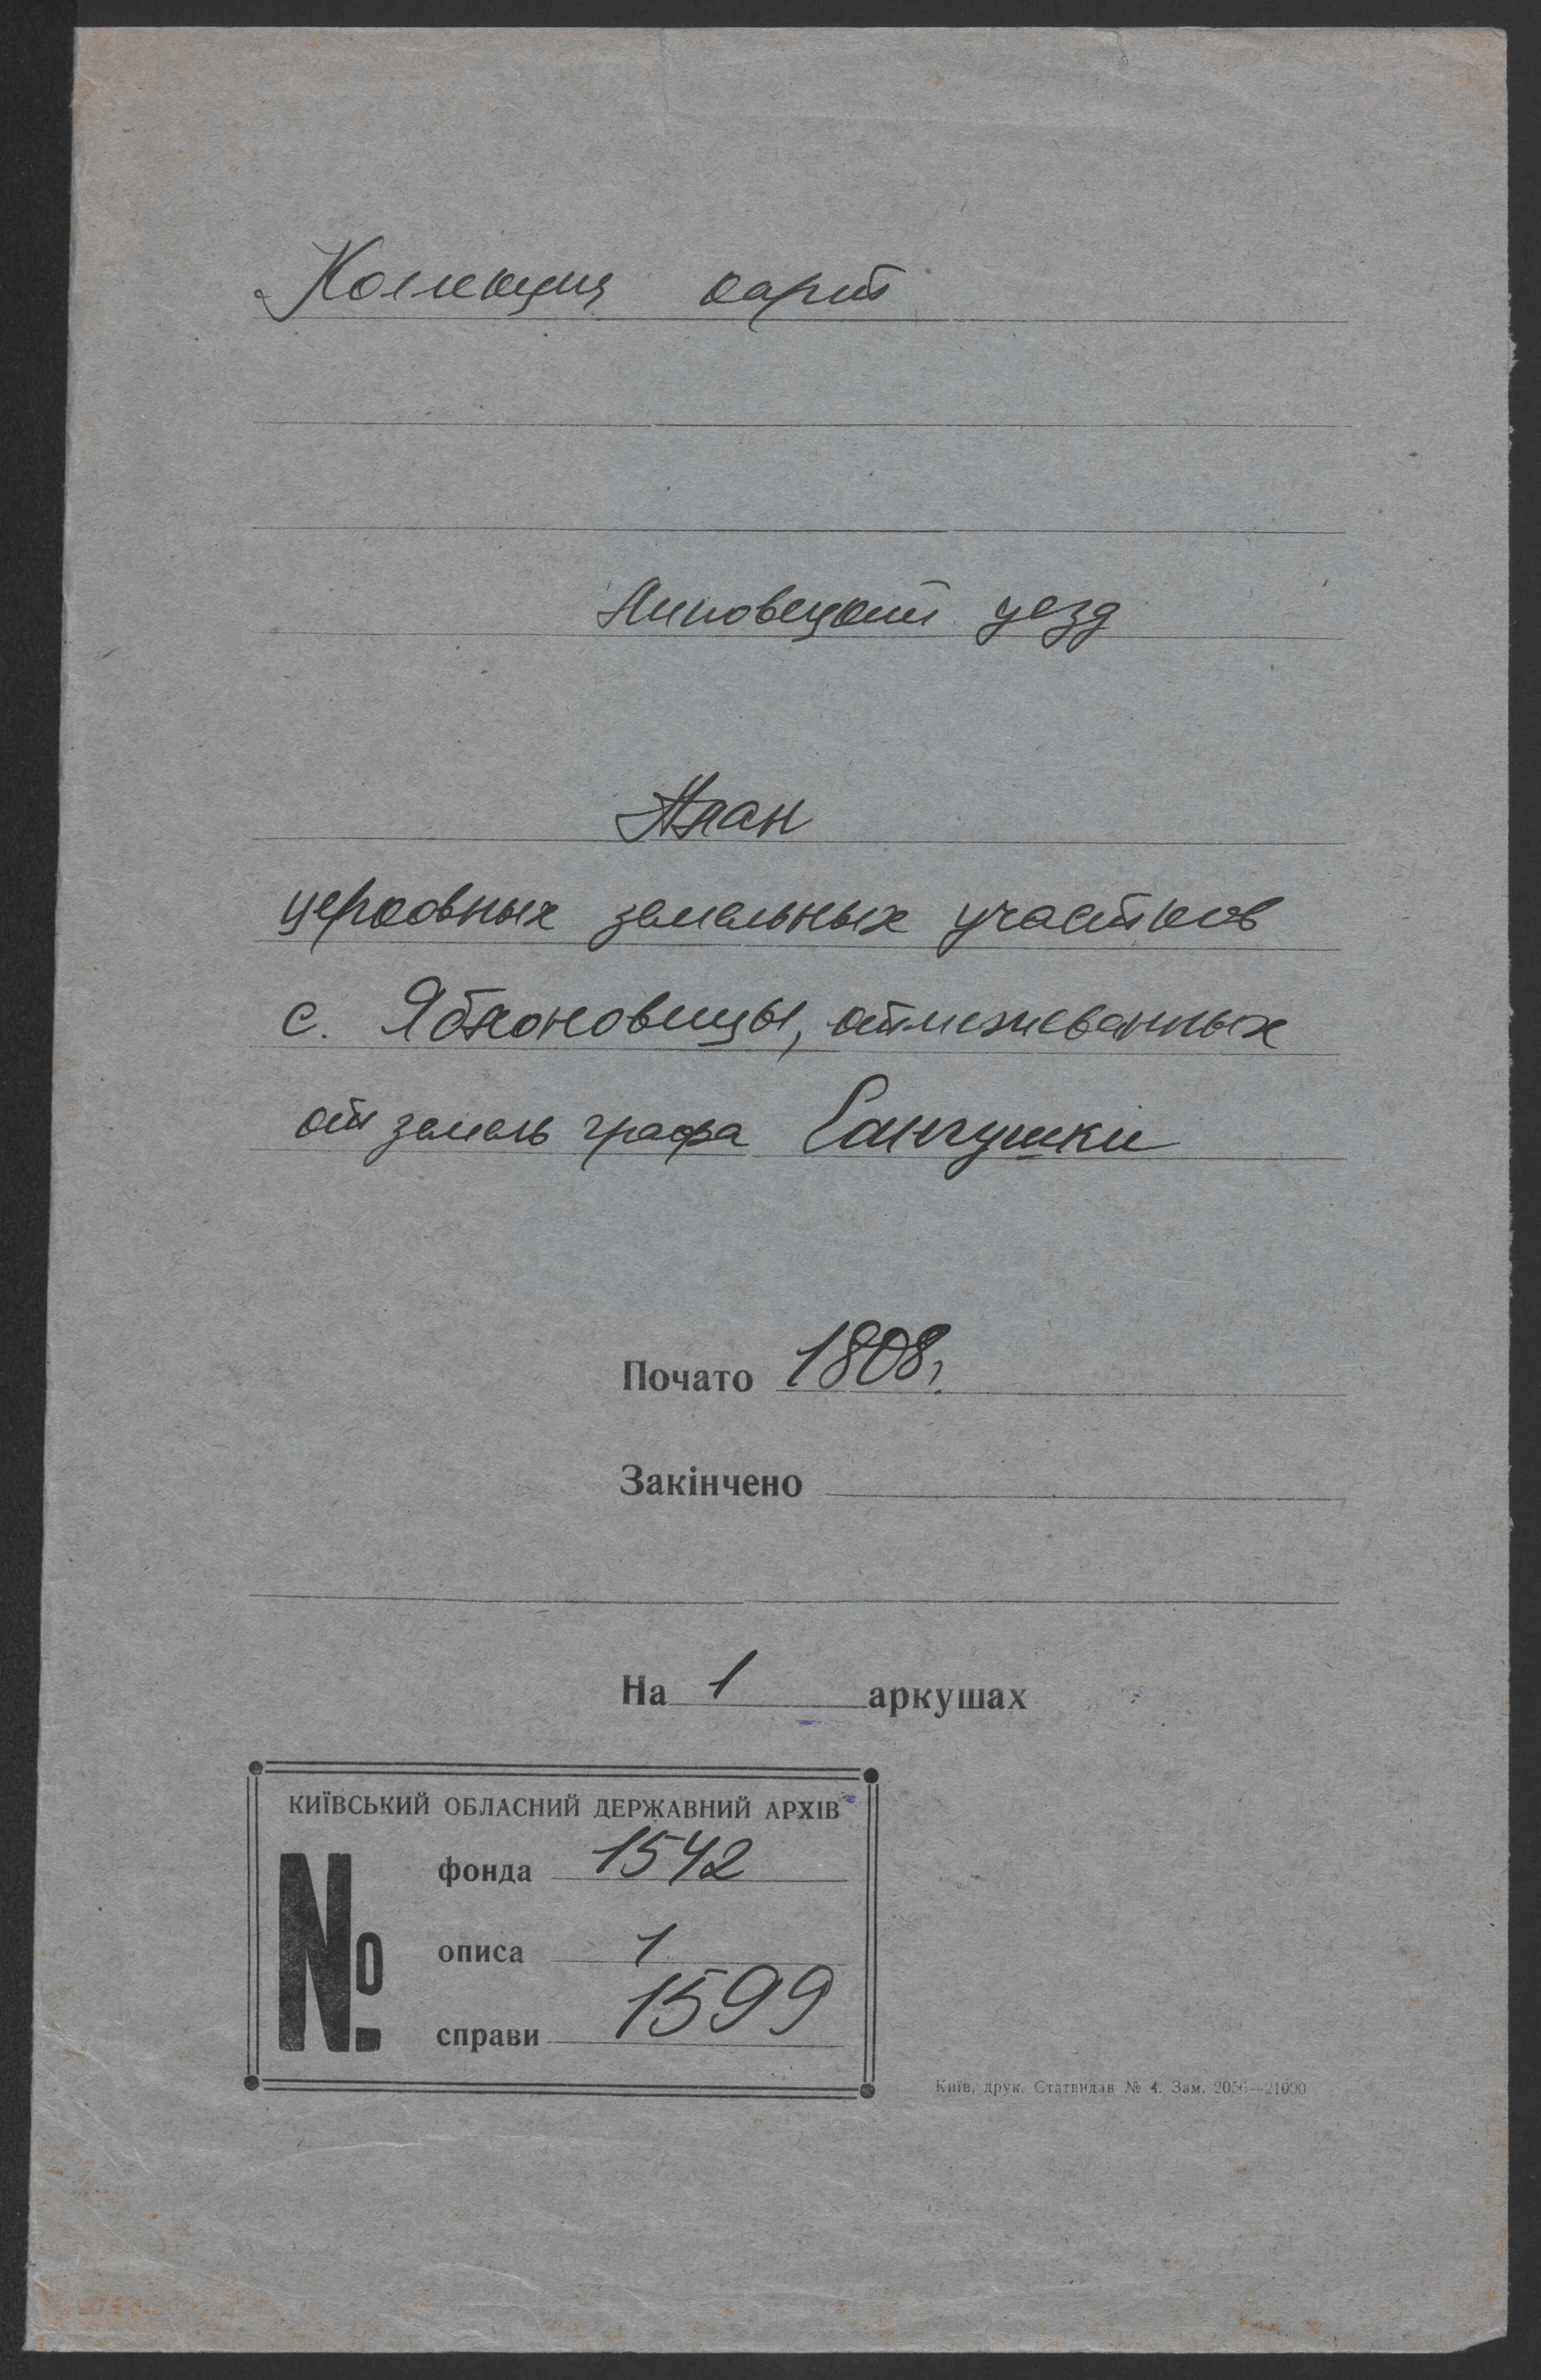 Коллекция карт
Липовецкий уезд
План
церковных земельных участков
с. Яблоновицы, отмежеванных
от земель графа Сангушки
Почато 1808 г.
Закінчено
На 1 аркушах
КИЇВСЬКИЙ ОБЛАСНИЙ ДЕРЖАВНИЙ АРХІВ
№
фонда 1542
описа 1
справи 1599
Київ, друк. Статвидав № 4. Зам. 2056—21000